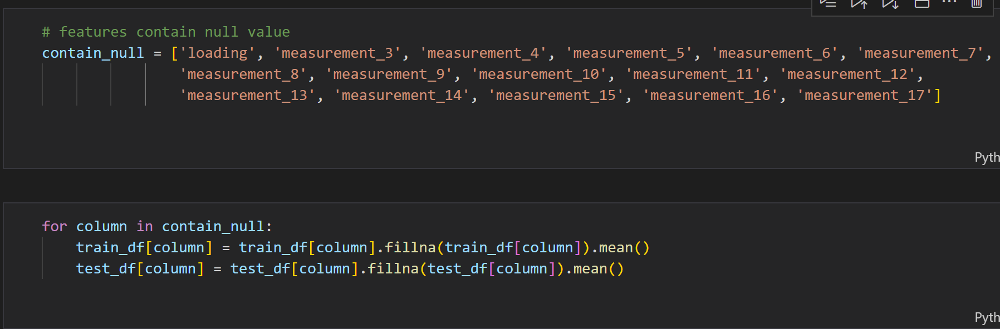 # features contain null value
contain_null = ['loading', 'measurement_3', 'measurement_4', 'measurement_5', 'measurement_6', 'measurement_7',
'measurement_8', 'measurement_9', 'measurement_10', 'measurement_11', 'measurement_12',
'measurement_13', 'measurement_14', 'measurement_15', 'measurement_16', 'measurement_17']
Pyth
for column in contain_null:
train_df[column] = train_df[column].fillna(train_df[column]).mean()
test_df[column] = test_df[column].fillna(test_df[column]).mean()
Pyth